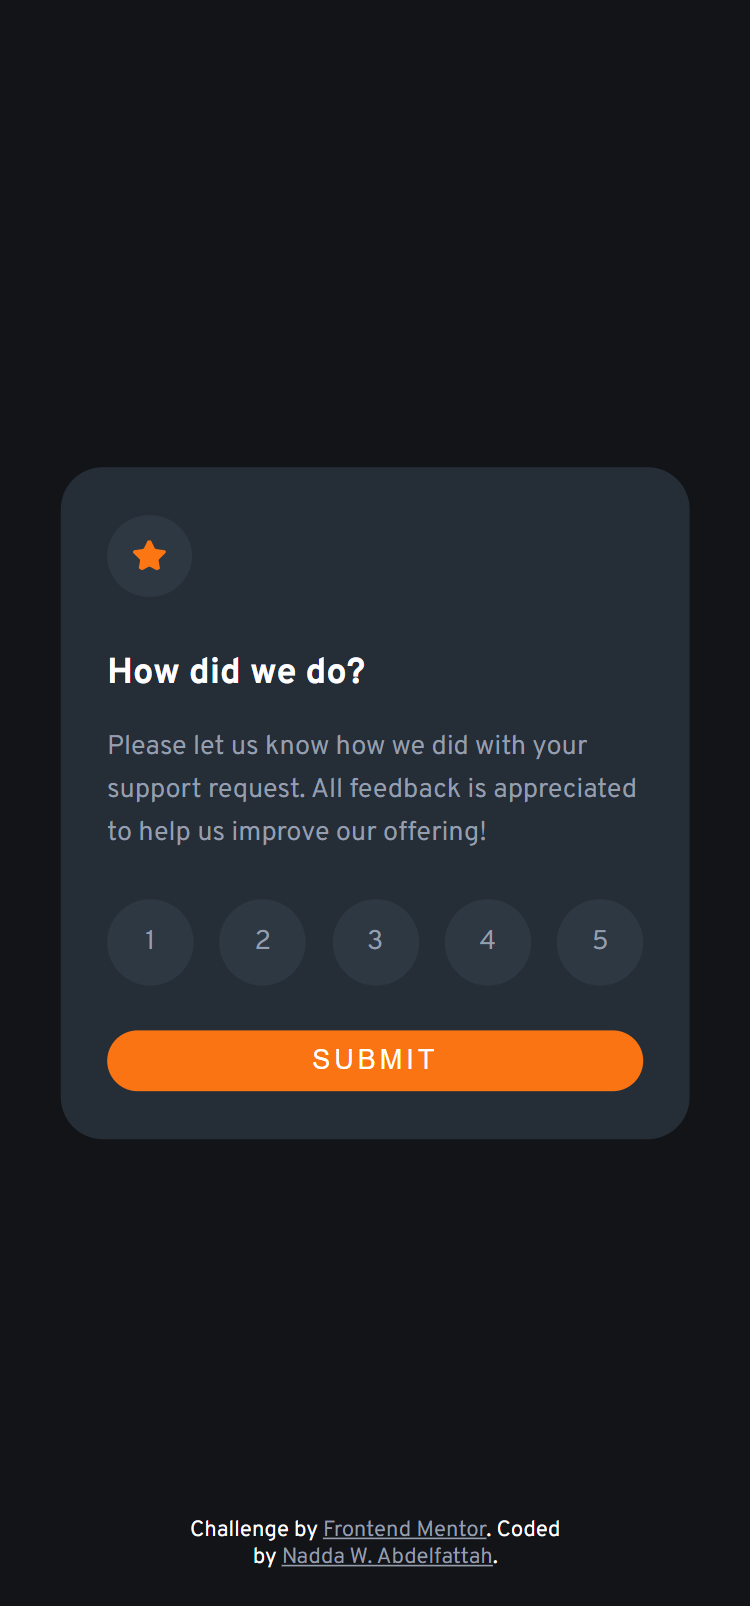 How did we do?
Please let us know how we did with your
support request. All feedback is appreciated
to help us improve our offering!
1 2 3 4 5
SUBMIT
Challenge by Frontend Mentor. Coded
by Nadda W. Abdelfattah.